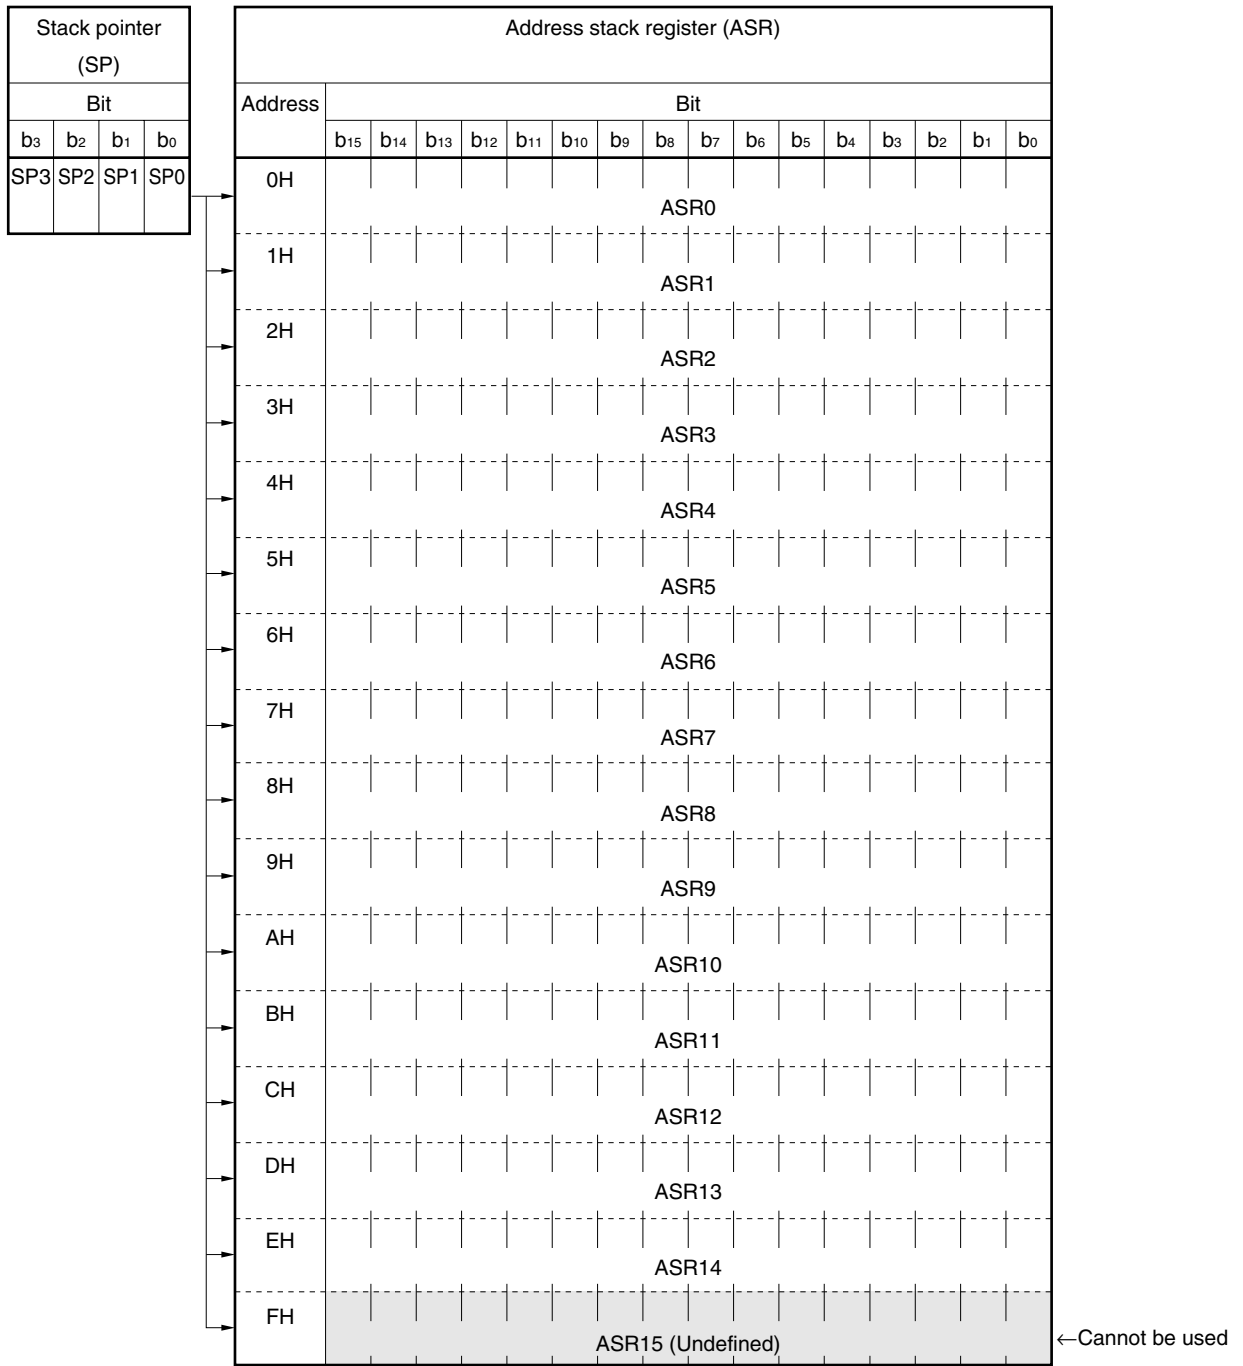 Stack pointer
(SP)
Address stack register (ASR)
Bit
Address
Bit
b3 b2 b1 b0
b15 b14 b13 b12 b11 b10 b9 b8 b7 b6 b5 b4 b3 b2 b1 b0
SP3 SP2 SP1 SP0
0H
ASR0
1H
ASR1
2H
ASR2
3H
ASR3
4H
ASR4
5H
ASR5
6H
ASR6
7H
ASR7
8H
ASR8
9H
ASR9
AH
ASR10
BH
ASR11
CH
ASR12
DH
ASR13
EH
ASR14
FH
ASR15 (Undefined)
←Cannot be used